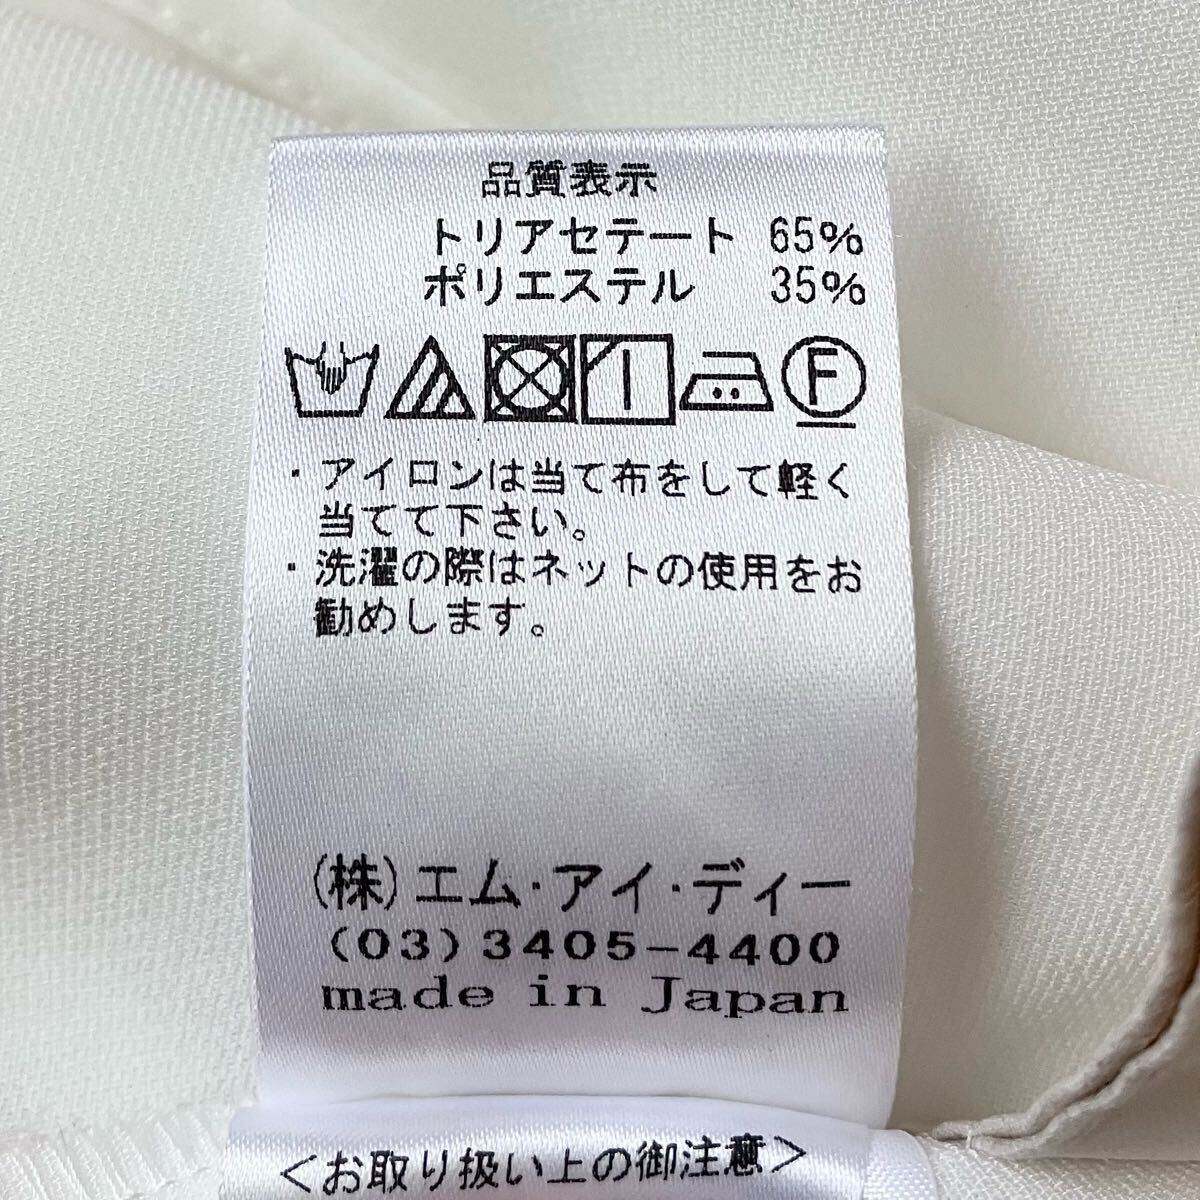 品質表示
トリアセテート 65%
ポリエステル 35%
F
・アイロンは当て布をして軽く
当てて下さい。
・洗濯の際はネットの使用をお
勧めします。
(株)エム・アイ・ディー
(03)3405-4400
made in Japan
<お取り扱い上の御注意>